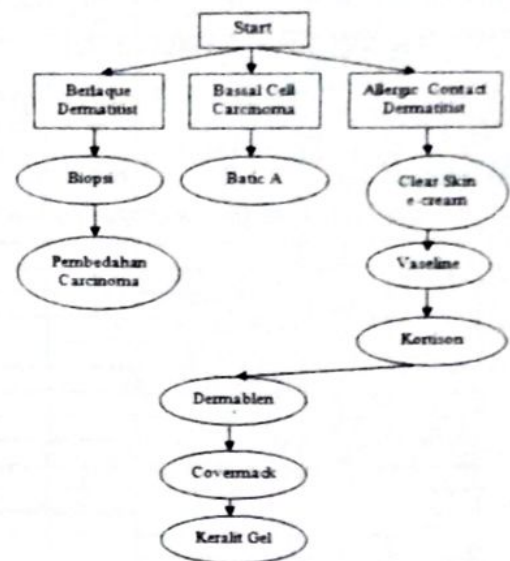 Start
Berlaque
Dermatitist
Bassal Cell
Carcinoma
Allergic Contact
Dermatitist
Biopsi
Batic A
Clear Skin
e-cream
Pembedahan
Carcinoma
Vaseline
Kortison
Dermablen
Covermack
Keralit Gel